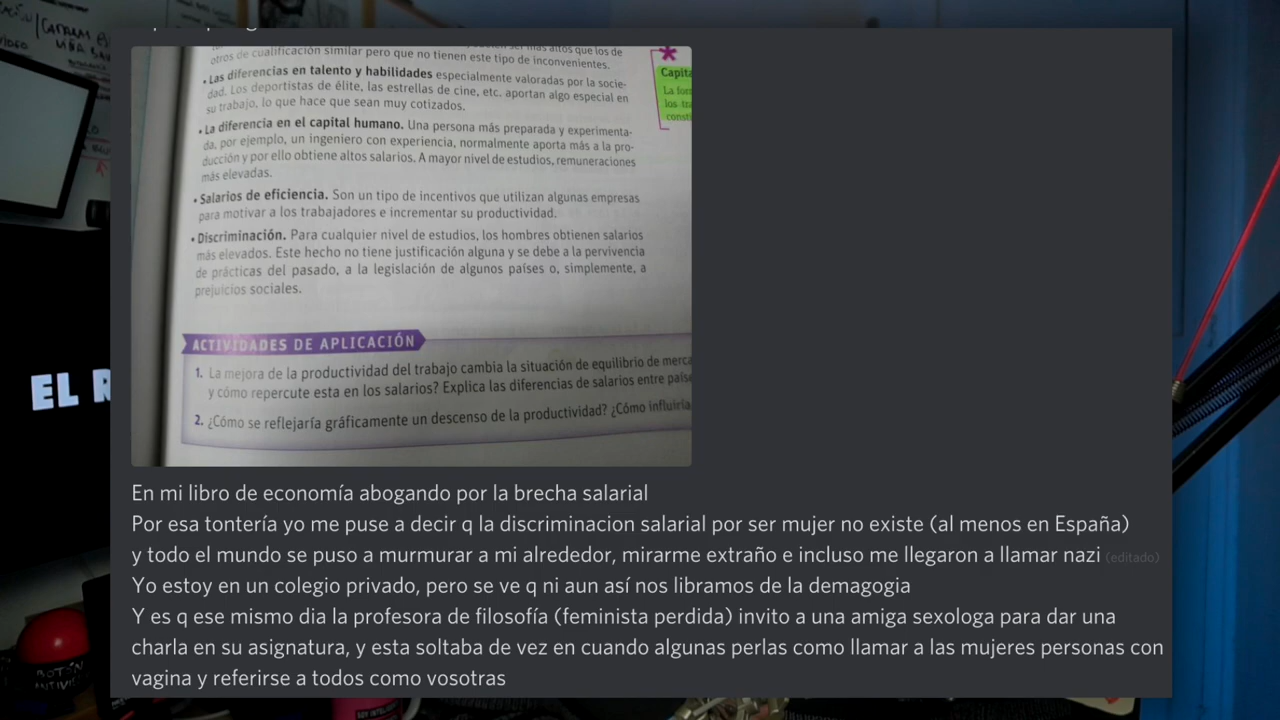 otros de cualificación similar pero que no tienen este tipo de inconvenientes.
• Las diferencias en talento y habilidades especialmente valoradas por la socie-
dad. Los deportistas de élite, las estrellas de cine, etc. aportan algo especial en
su trabajo, lo que hace que sean muy cotizados.
• La diferencia en el capital humano. Una persona más preparada y experimenta-
da, por ejemplo, un ingeniero con experiencia, normalmente aporta más a la pro-
ducción y por ello obtiene altos salarios. A mayor nivel de estudios, remuneraciones
más elevadas.
• Salarios de eficiencia. Son un tipo de incentivos que utilizan algunas empresas
para motivar a los trabajadores e incrementar su productividad.
• Discriminación. Para cualquier nivel de estudios, los hombres obtienen salarios
más elevados. Este hecho no tiene justificación alguna y se debe a la pervivencia
de prácticas del pasado, a la legislación de algunos países o, simplemente, a
prejuicios sociales.
Capita
La for
los tra
consti
ACTIVIDADES DE APLICACIÓN
1. La mejora de la productividad del trabajo cambia la situación de equilibrio de merca
y cómo repercute esta en los salarios? Explica las diferencias de salarios entre paíse
2. ¿Cómo se reflejaría gráficamente un descenso de la productividad? ¿Cómo influiría
En mi libro de economía abogando por la brecha salarial
Por esa tontería yo me puse a decir q la discriminacion salarial por ser mujer no existe (al menos en España)
y todo el mundo se puso a murmurar a mi alrededor, mirarme extraño e incluso me llegaron a llamar nazi (editado)
Yo estoy en un colegio privado, pero se ve q ni aun así nos libramos de la demagogia
Y es q ese mismo dia la profesora de filosofía (feminista perdida) invito a una amiga sexologa para dar una
charla en su asignatura, y esta soltaba de vez en cuando algunas perlas como llamar a las mujeres personas con
vagina y referirse a todos como vosotras
EL R
BOTÓN